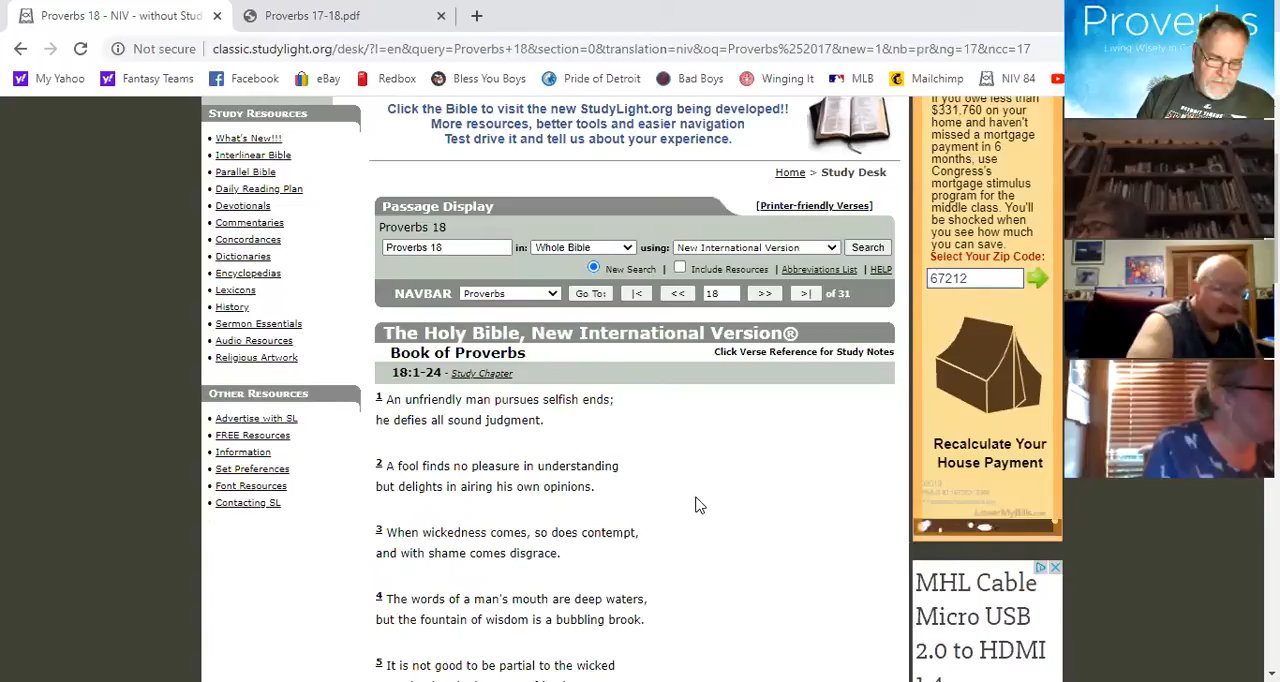 Proverbs 18 - NIV - without Stud
Proverbs 17-18.pdf
Not secure
classic.studylight.org/desk/?l=en&query=Proverbs+18&section=0&translation=niv&oq=Proverbs%252017&new=1&nb=pr&ng=17&ncc=17
My Yahoo
Fantasy Teams
Facebook
eBay
Redbox
Bless You Boys
Pride of Detroit
Bad Boys
Winging It
MLB
Mailchimp
NIV 84
Proverbs
STUDY RESOURCES
• What's New!!!
• Interlinear Bible
• Parallel Bible
• Daily Reading Plan
• Devotionals
• Commentaries
• Concordances
• Dictionaries
• Encyclopedias
• Lexicons
• History
• Sermon Essentials
• Audio Resources
• Religious Artwork
OTHER RESOURCES
• Advertise with SL
• FREE Resources
• Information
• Set Preferences
• Font Resources
• Contacting SL
Click the Bible to visit the new StudyLight.org being developed!!
More resources, better tools and easier navigation
Test drive it and tell us about your experience.
Home > Study Desk
Passage Display
[Printer-friendly Verses]
Proverbs 18
Proverbs 18 in: Whole Bible using: New International Version Search
New Search | Include Resources | Abbreviations List | HELP
NAVBAR Proverbs Go To: |< << 18 >> >| of 31
The Holy Bible, New International Version®
Book of Proverbs
Click Verse Reference for Study Notes
18:1-24 - Study Chapter
1 An unfriendly man pursues selfish ends;
he defies all sound judgment.
2 A fool finds no pleasure in understanding
but delights in airing his own opinions.
3 When wickedness comes, so does contempt,
and with shame comes disgrace.
4 The words of a man's mouth are deep waters,
but the fountain of wisdom is a bubbling brook.
5 It is not good to be partial to the wicked
If you owe less than
$331,760 on your
home and haven't
missed a mortgage
payment in 6
months, use
Congress's
mortgage stimulus
program for the
middle class. You'll
be shocked when
you see how much
you can save.
Select Your Zip Code:
67212
Recalculate Your
House Payment
LowerMyBills.com
MHL Cable
Micro USB
2.0 to HDMI